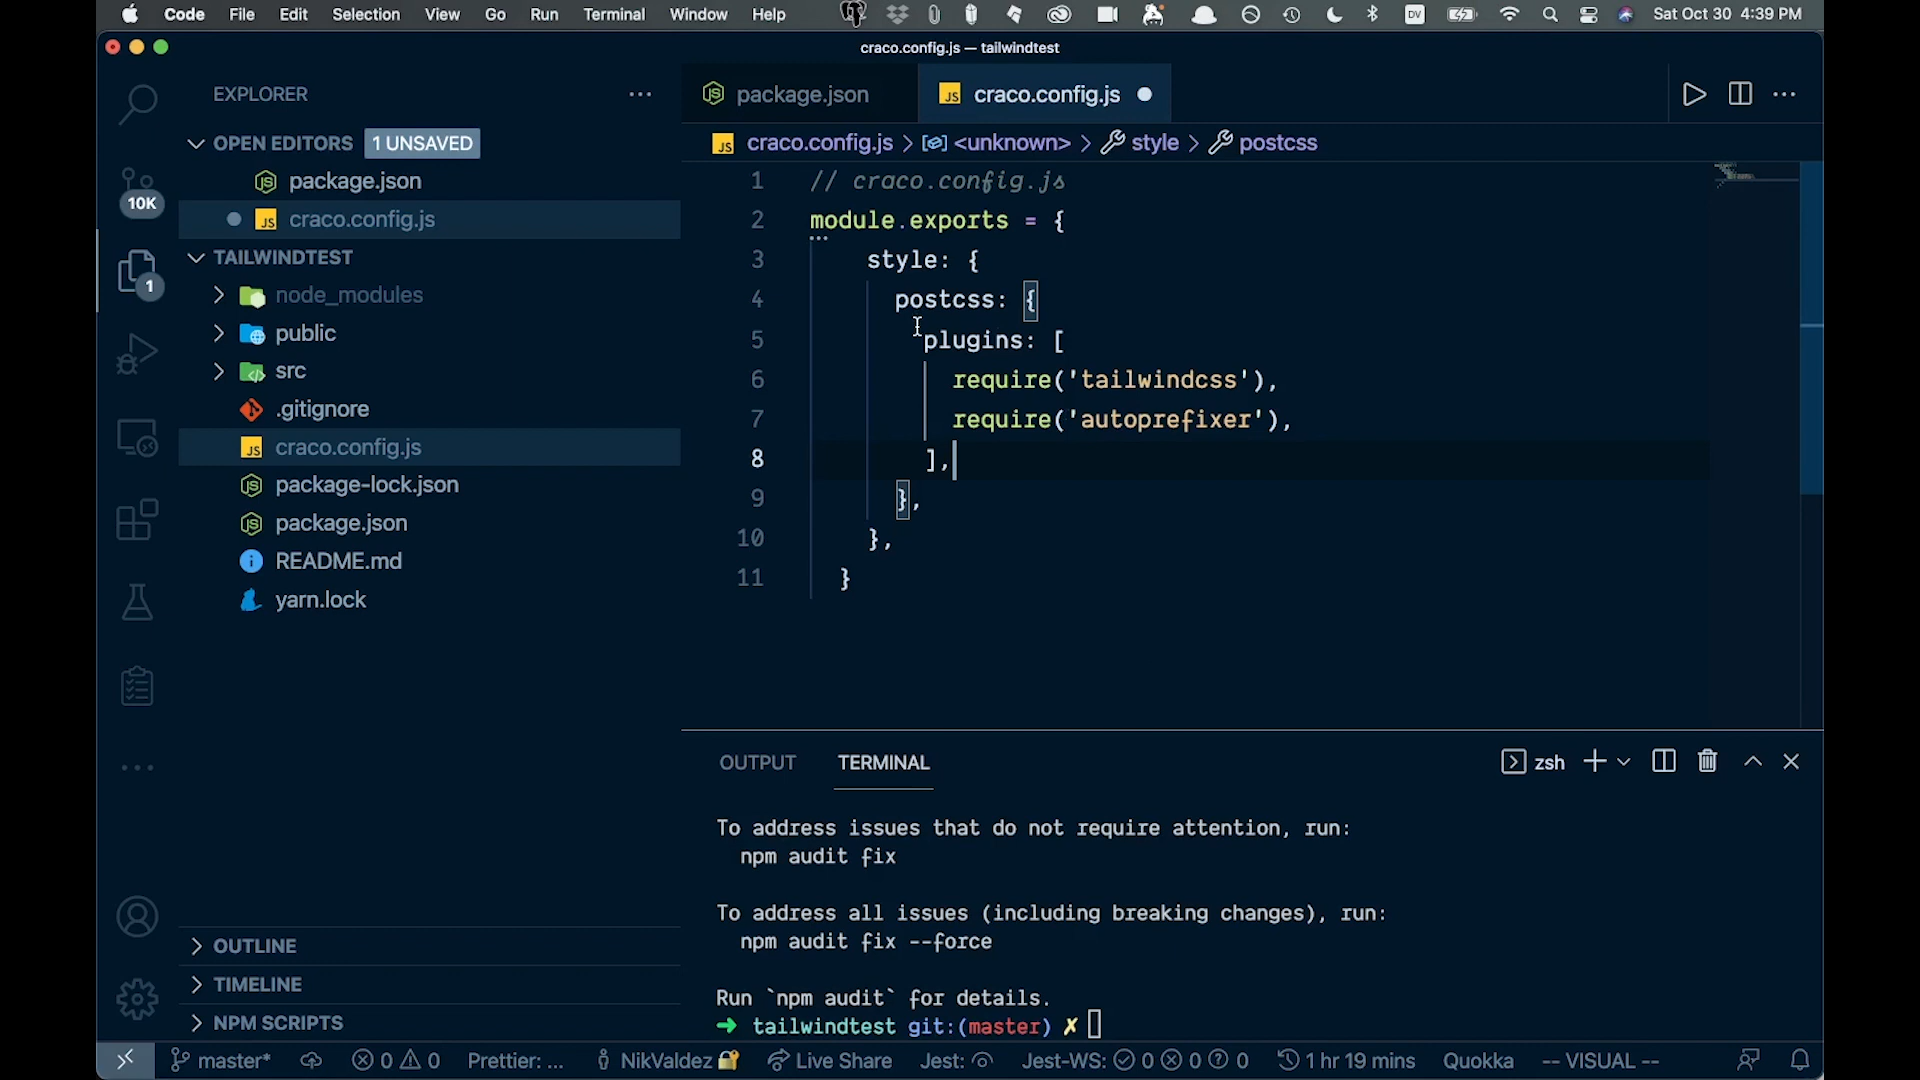 Code File Edit Selection View Go Run Terminal Window Help DV Sat Oct 30 4:39 PM
craco.config.js — tailwindtest
EXPLORER
OPEN EDITORS 1 UNSAVED
package.json
JS craco.config.js
TAILWINDTEST
node_modules
public
src
.gitignore
JS craco.config.js
package-lock.json
package.json
README.md
yarn.lock
OUTLINE
TIMELINE
NPM SCRIPTS
10K
1
package.json JS craco.config.js
JS craco.config.js > <unknown> > style > postcss
1 // craco.config.js
2 module.exports = {
3 style: {
4 postcss: {
5 plugins: [
6 require('tailwindcss'),
7 require('autoprefixer'),
8 ],
9 },
10 },
11 }
OUTPUT TERMINAL zsh
To address issues that do not require attention, run:
npm audit fix
To address all issues (including breaking changes), run:
npm audit fix --force
Run `npm audit` for details.
➜ tailwindtest git:(master) ✗
master* 0 0 Prettier: ... NikValdez🔐 Live Share Jest: Jest-WS: 0 0 0 1 hr 19 mins Quokka -- VISUAL --